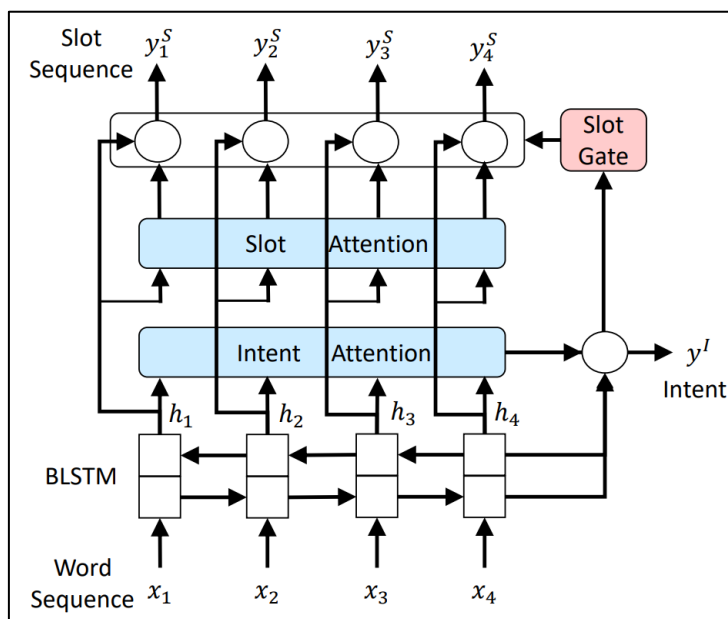 Slot
Sequence
y_1^S y_2^S y_3^S y_4^S
Slot
Gate
Slot Attention
Intent Attention
y^I
Intent
h_1 h_2 h_3 h_4
BLSTM
Word
Sequence
x_1 x_2 x_3 x_4